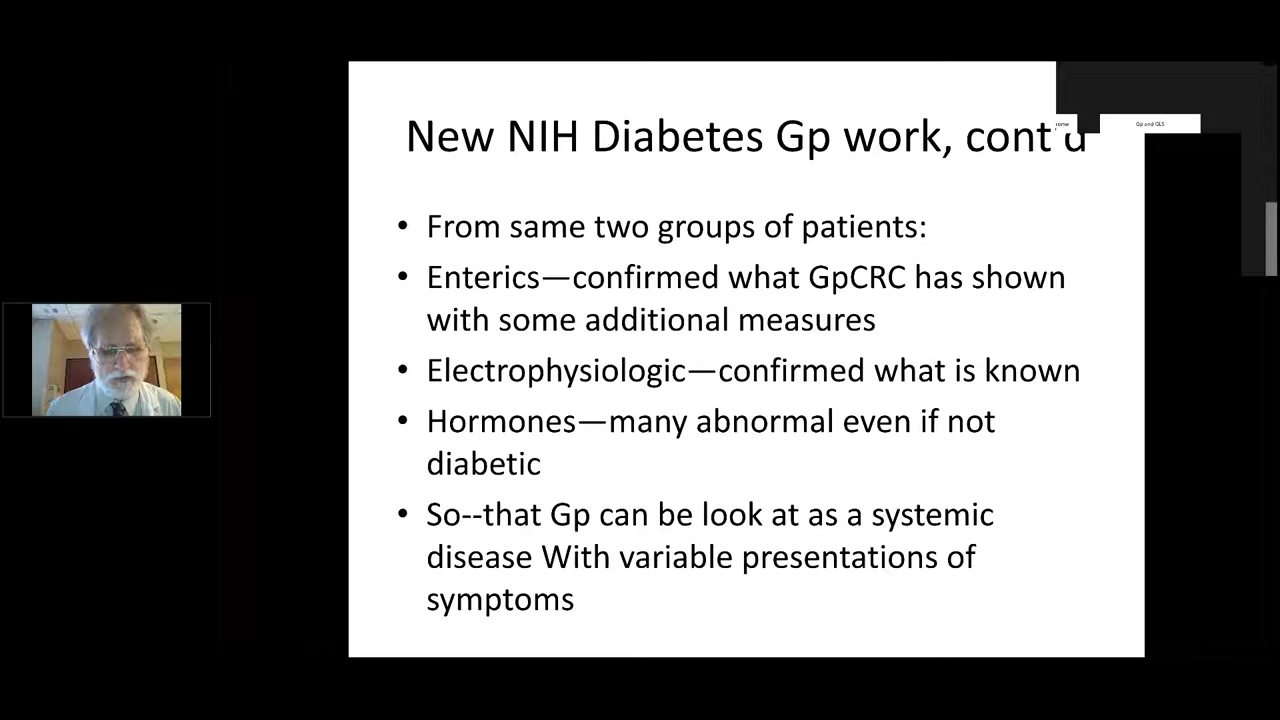 New NIH Diabetes Gp work, cont'd
Gp and GLS
• From same two groups of patients:
• Enterics—confirmed what GpCRC has shown
with some additional measures
• Electrophysiologic—confirmed what is known
• Hormones—many abnormal even if not
diabetic
• So--that Gp can be look at as a systemic
disease With variable presentations of
symptoms